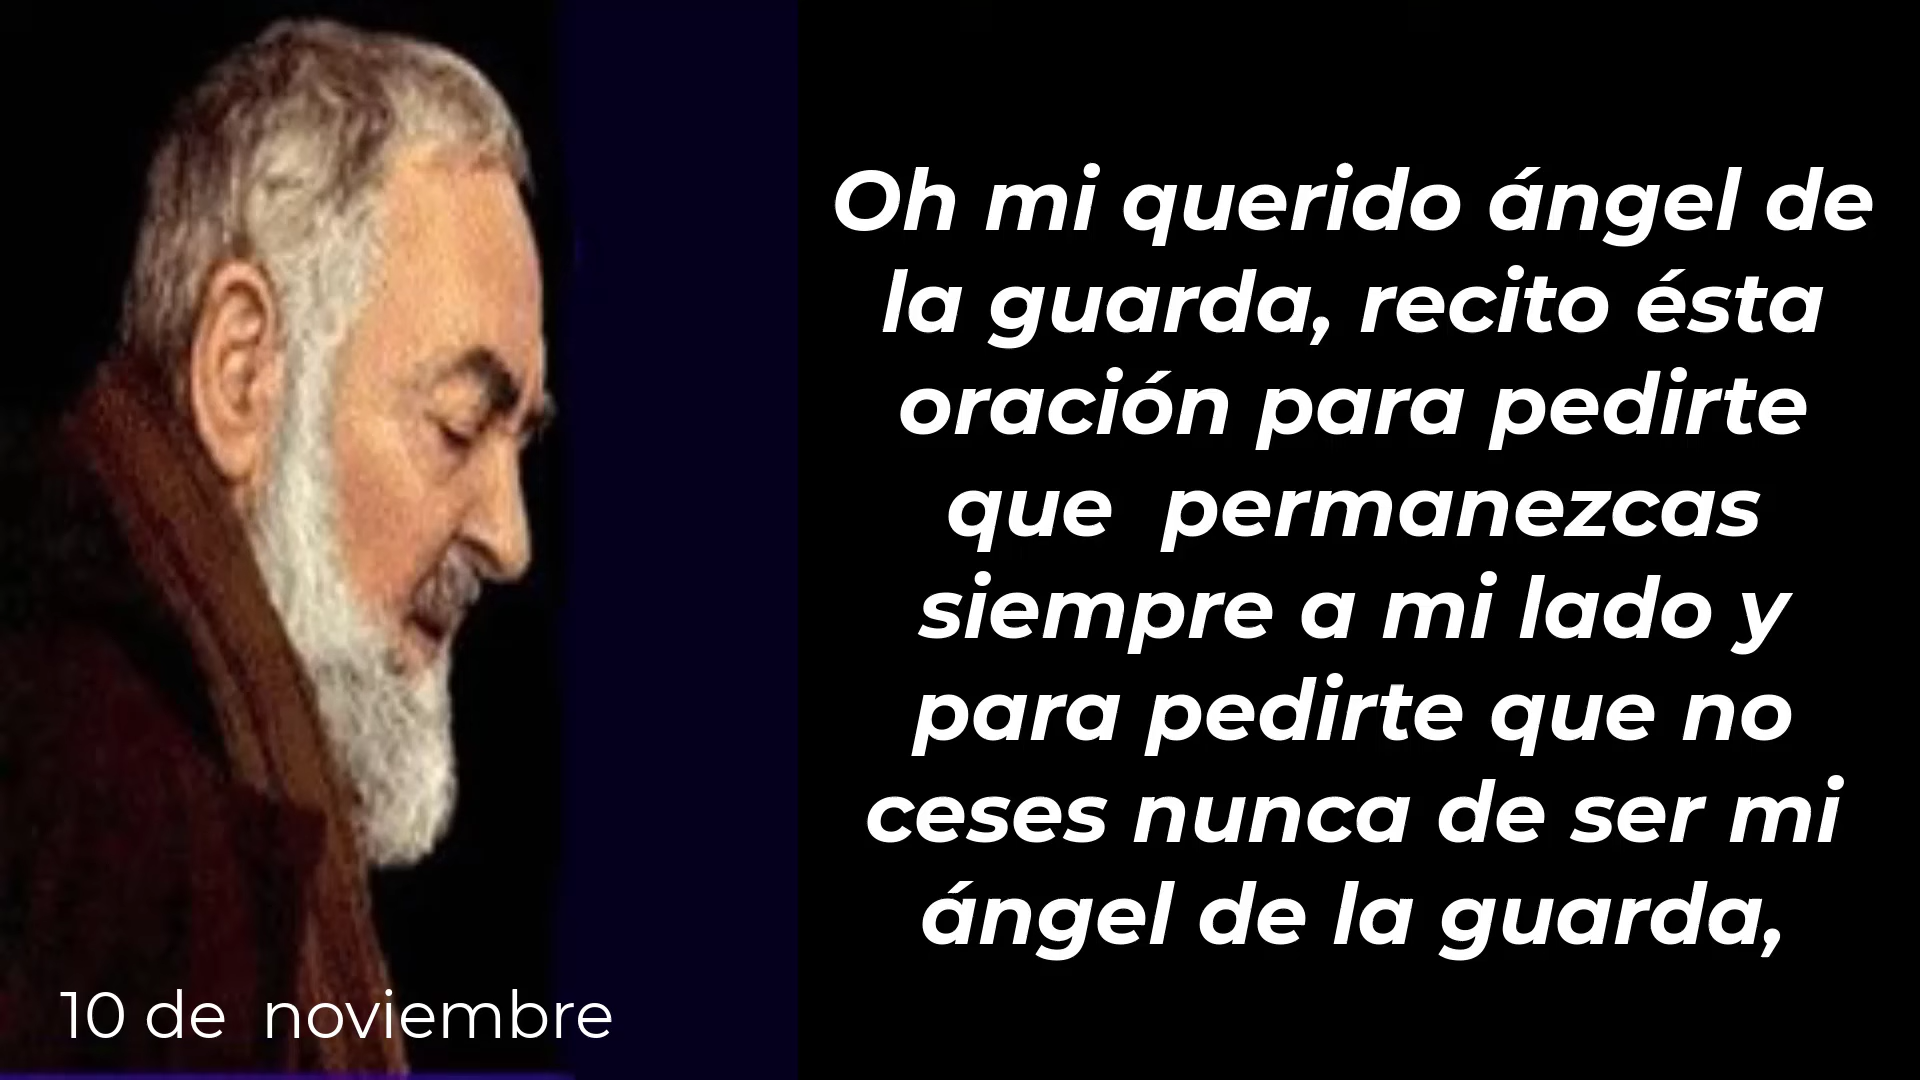 Oh mi querido ángel de
la guarda, recito ésta
oración para pedirte
que  permanezcas
siempre a mi lado y
para pedirte que no
ceses nunca de ser mi
ángel de la guarda,
10 de  noviembre